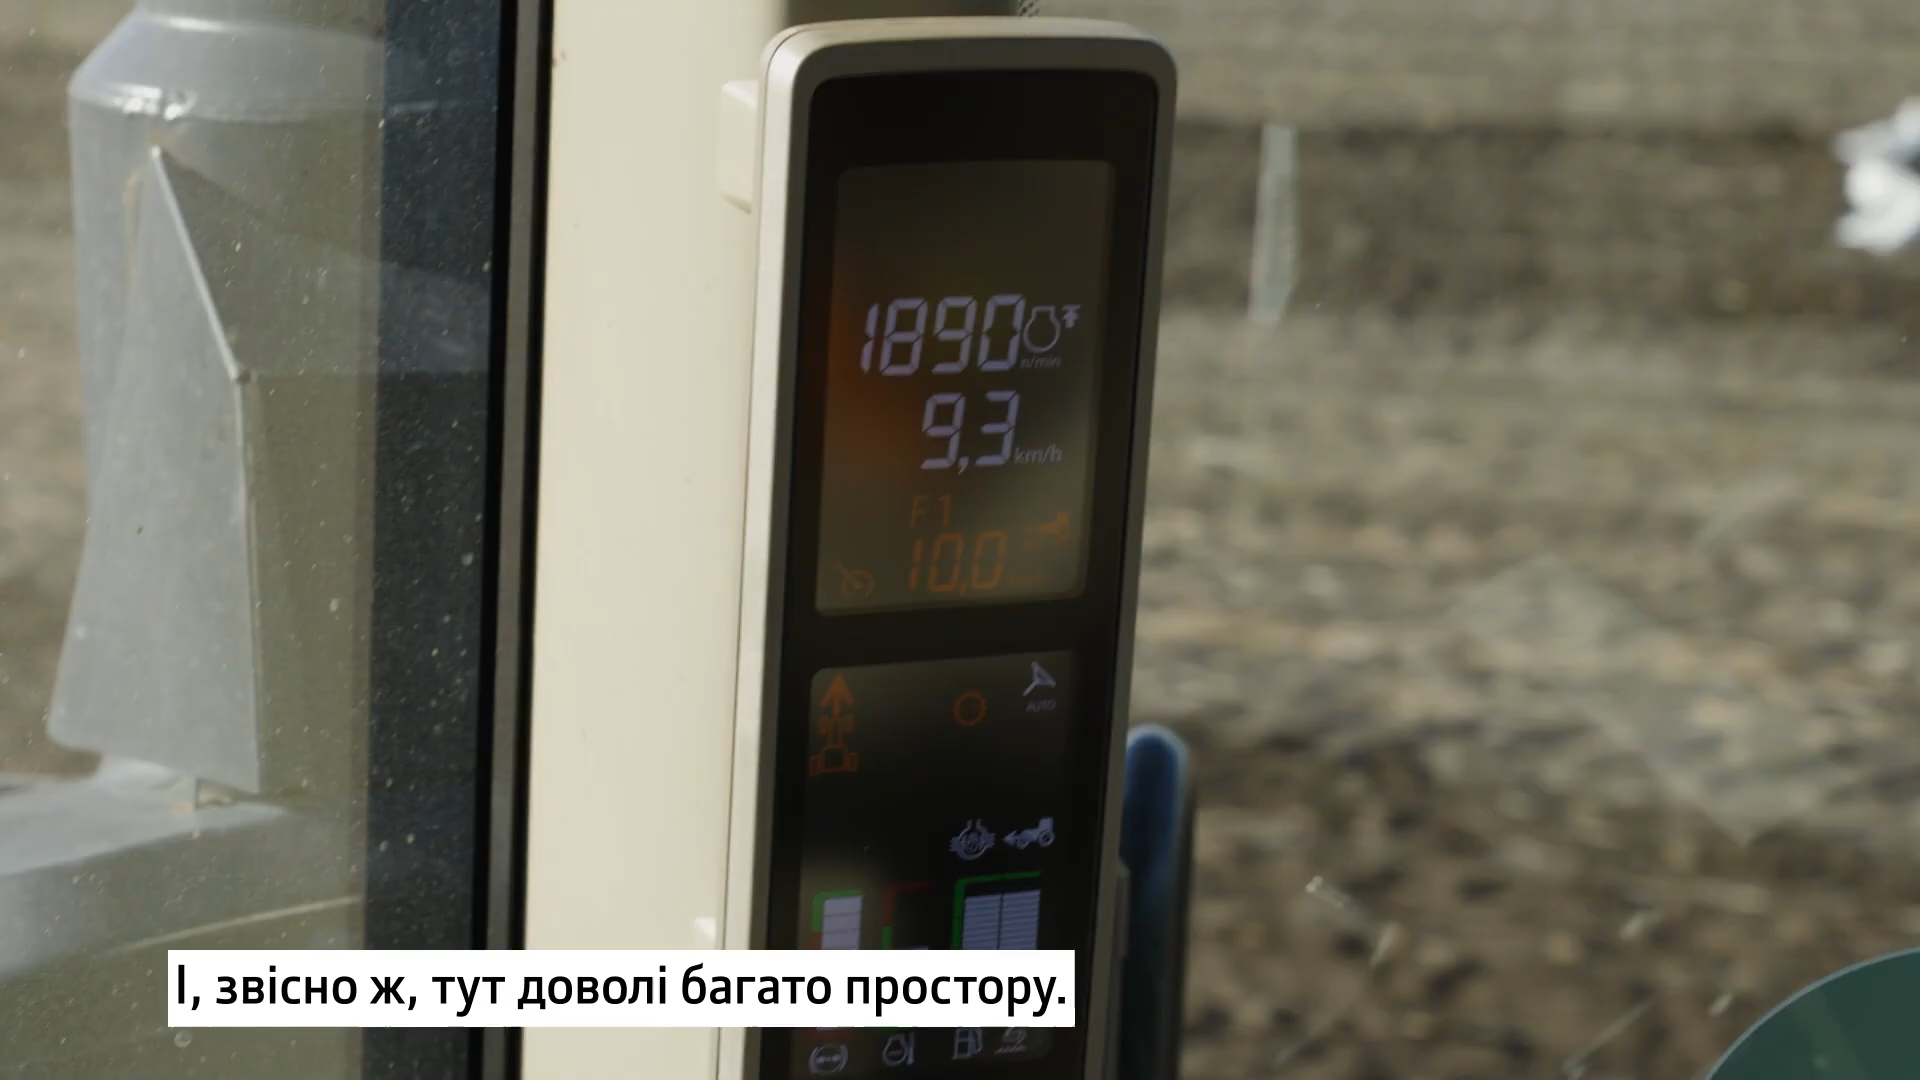 1890
n/min
9,3
km/h
F1
10,0
AUTO
І, звісно ж, тут доволі багато простору.